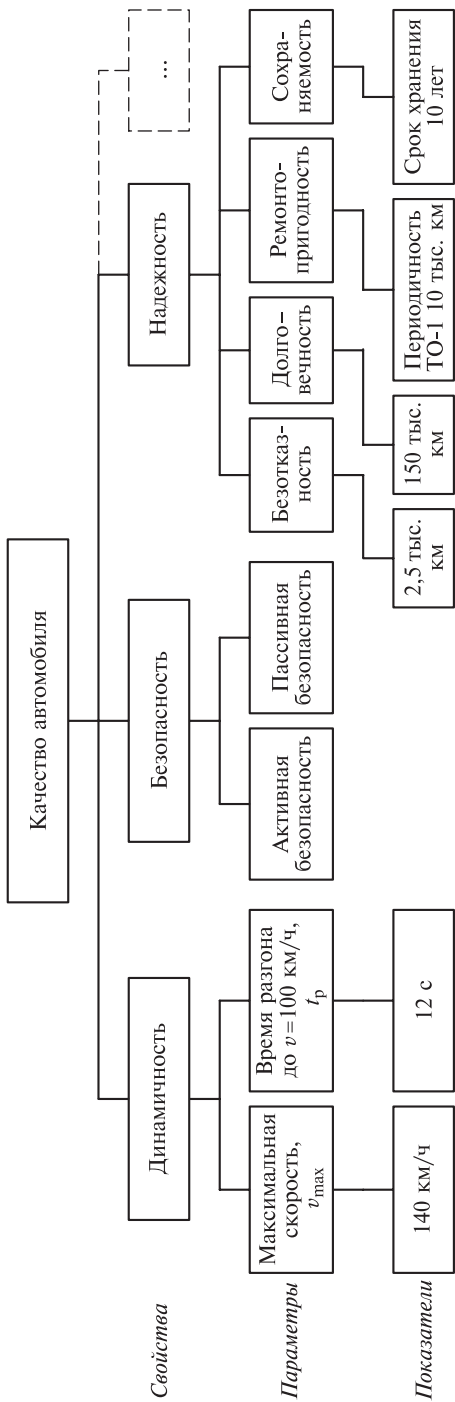 Качество автомобиля
Свойства
Динамичность
Безопасность
Надежность
...
Параметры
Максимальная
скорость,
vmax
Время разгона
до v=100 км/ч,
tр
Активная
безопасность
Пассивная
безопасность
Безотказ-
ность
Долго-
вечность
Ремонто-
пригодность
Сохра-
няемость
Показатели
140 км/ч
12 с
2,5 тыс.
км
150 тыс.
км
Периодичность
ТО-1 10 тыс. км
Срок хранения
10 лет